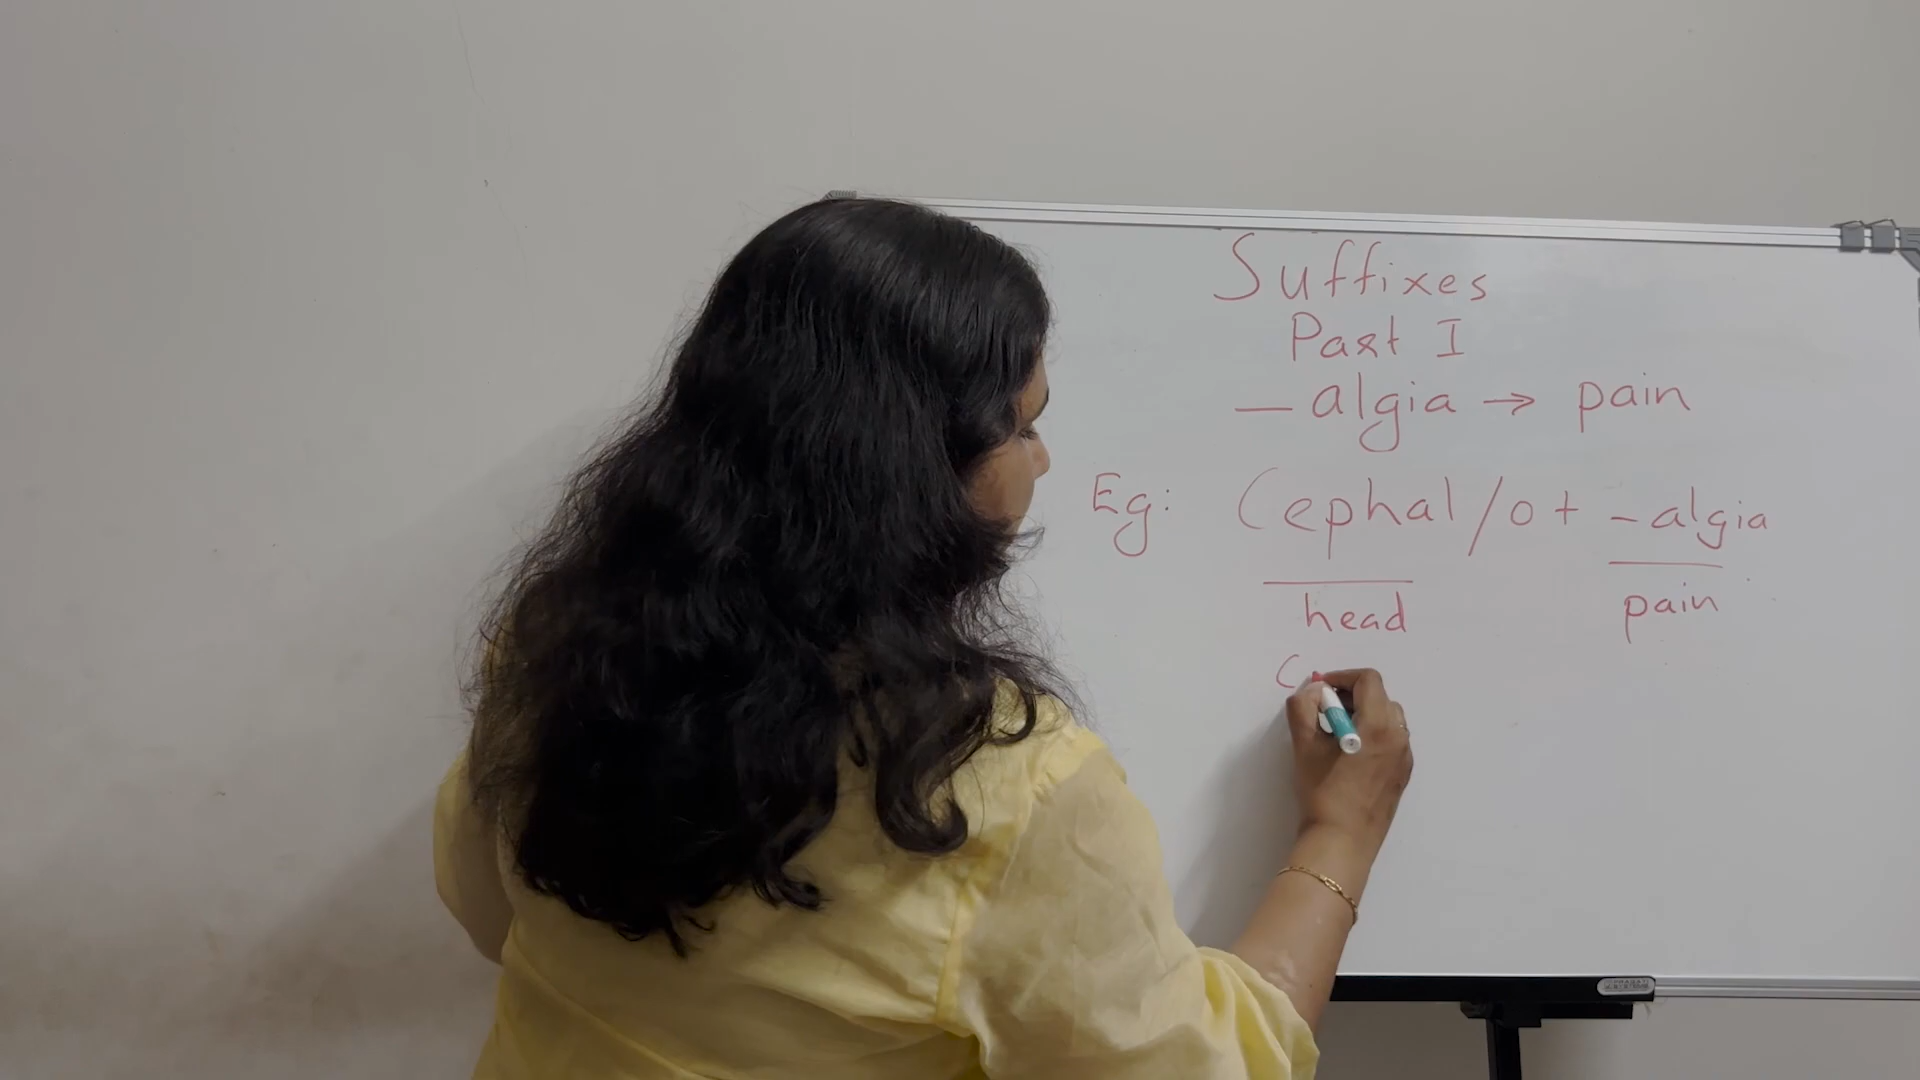 Suffixes
Part I
– algia → pain
Eg: Cephal/o + -algia
head pain
C